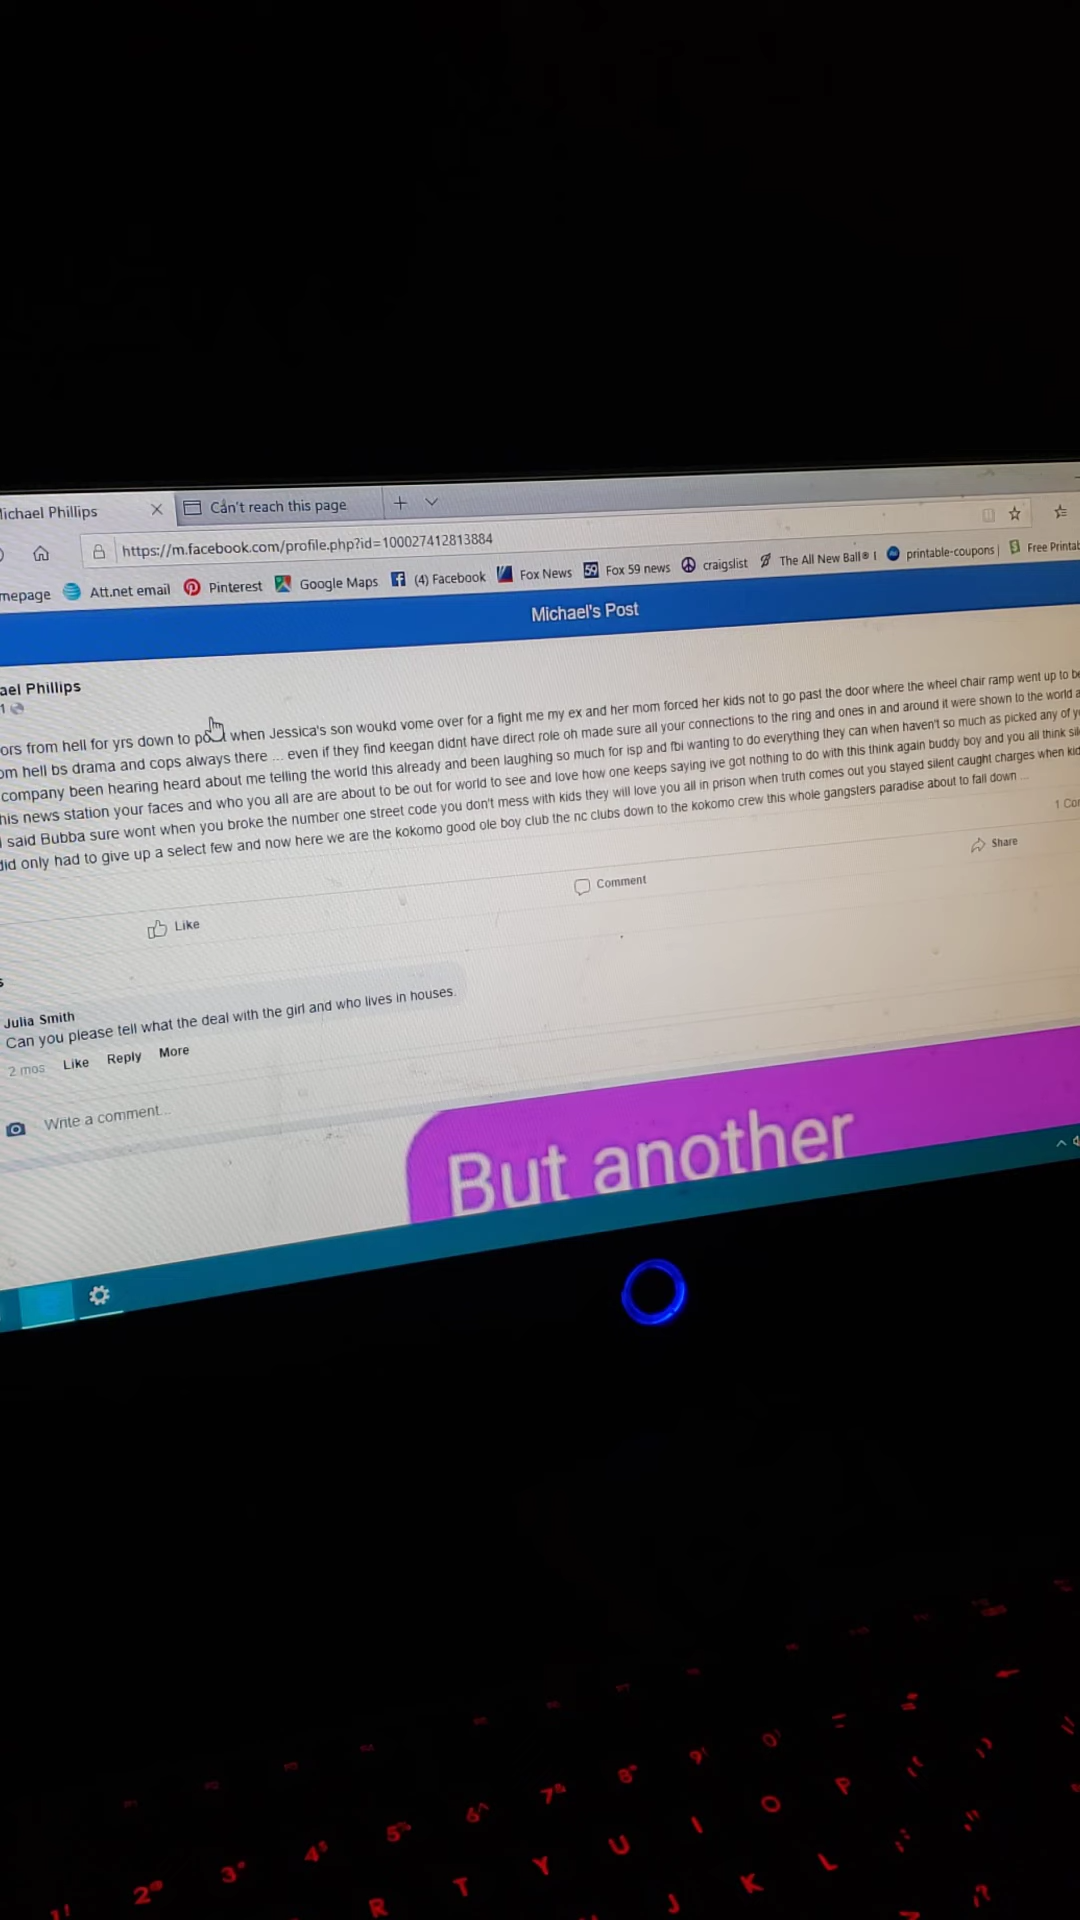 ichael Phillips
Can't reach this page
https://m.facebook.com/profile.php?id=100027412813884
mepage Att.net email Pinterest Google Maps (4) Facebook Fox News 59 Fox 59 news craigslist The All New Ball® printable-coupons | Free Printab
Michael's Post
ael Phillips
ors from hell for yrs down to when Jessica's son woukd vome over for a fight me my ex and her mom forced her kids not to go past the door where the wheel chair ramp went up to be
om hell bs drama and cops always there ... even if they find keegan didnt have direct role oh made sure all your connections to the ring and ones in and around it were shown to the world a
company been hearing heard about me telling the world this already and been laughing so much for isp and fbi wanting to do everything they can when haven't so much as picked any of y
his news station your faces and who you all are are about to be out for world to see and love how one keeps saying ive got nothing to do with this think again buddy boy and you all think sil
said Bubba sure wont when you broke the number one street code you don't mess with kids they will love you all in prison when truth comes out you stayed silent caught charges when kid
did only had to give up a select few and now here we are the kokomo good ole boy club the nc clubs down to the kokomo crew this whole gangsters paradise about to fall down ...
1 Co
Like
Comment
Share
s
Julia Smith
Can you please tell what the deal with the girl and who lives in houses.
2 mos Like Reply More
Write a comment...
But another
2 3 4 5 6 7 8 9 0
R T Y U I O P
J K L